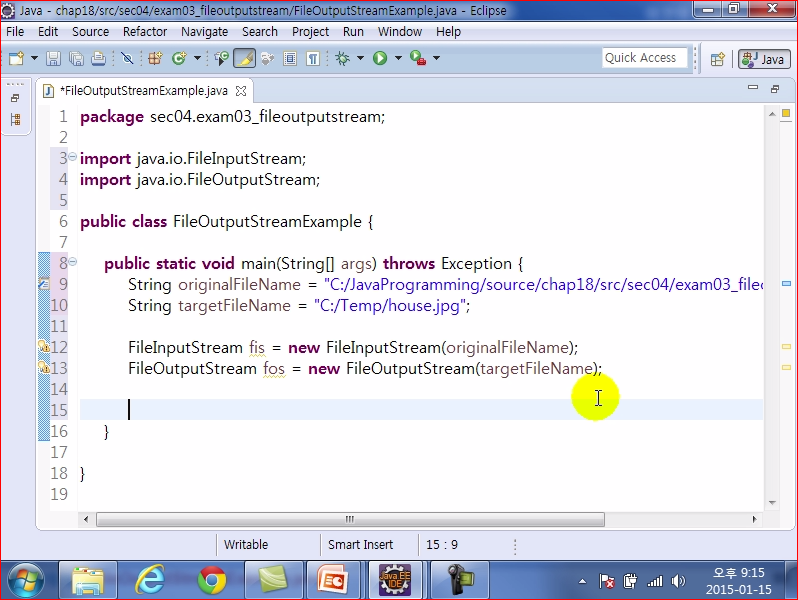 Java - chap18/src/sec04/exam03_fileoutputstream/FileOutputStreamExample.java - Eclipse
File Edit Source Refactor Navigate Search Project Run Window Help
Quick Access
Java
*FileOutputStreamExample.java
1 package sec04.exam03_fileoutputstream;
2
3 import java.io.FileInputStream;
4 import java.io.FileOutputStream;
5
6 public class FileOutputStreamExample {
7
8 public static void main(String[] args) throws Exception {
9 String originalFileName = "C:/JavaProgramming/source/chap18/src/sec04/exam03_filec
10 String targetFileName = "C:/Temp/house.jpg";
11
12 FileInputStream fis = new FileInputStream(originalFileName);
13 FileOutputStream fos = new FileOutputStream(targetFileName);
14
15
16 }
17
18 }
19
Writable Smart Insert 15 : 9
Java EE
IDE
오후 9:15
2015-01-15